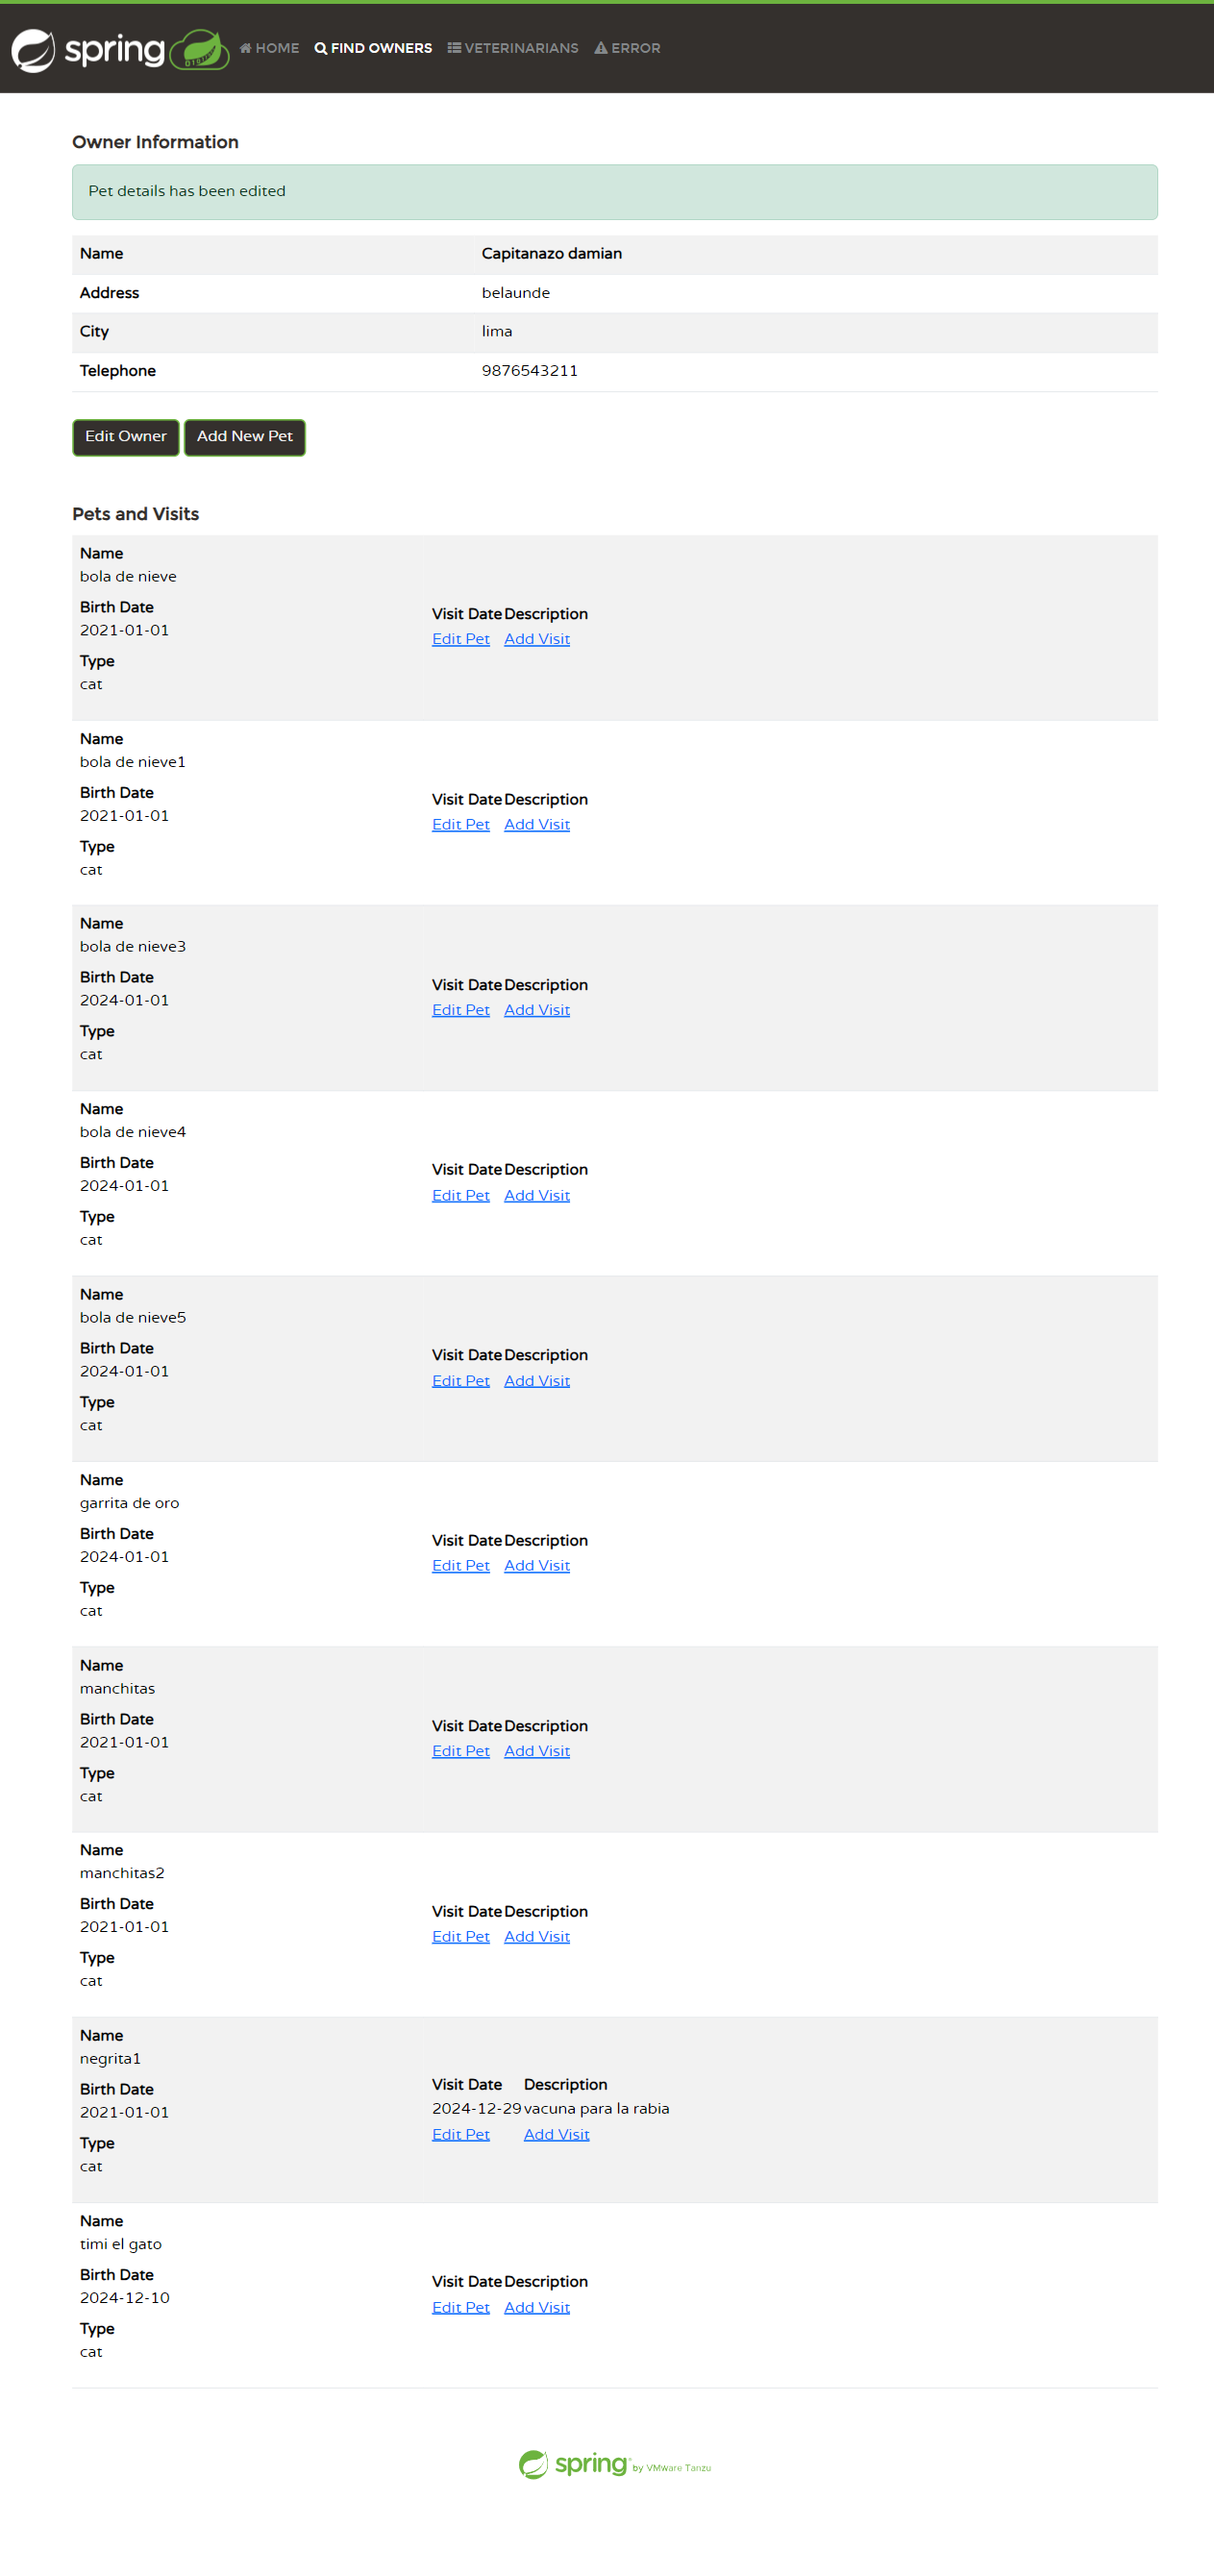 spring HOME FIND OWNERS VETERINARIANS ERROR
Owner Information
Pet details has been edited
Name Capitanazo damian
Address belaunde
City lima
Telephone 9876543211
Edit Owner Add New Pet
Pets and Visits
Name
bola de nieve
Birth Date
2021-01-01
Type
cat
Visit Date Description
Edit Pet Add Visit
Name
bola de nieve1
Birth Date
2021-01-01
Type
cat
Visit Date Description
Edit Pet Add Visit
Name
bola de nieve3
Birth Date
2024-01-01
Type
cat
Visit Date Description
Edit Pet Add Visit
Name
bola de nieve4
Birth Date
2024-01-01
Type
cat
Visit Date Description
Edit Pet Add Visit
Name
bola de nieve5
Birth Date
2024-01-01
Type
cat
Visit Date Description
Edit Pet Add Visit
Name
garrita de oro
Birth Date
2024-01-01
Type
cat
Visit Date Description
Edit Pet Add Visit
Name
manchitas
Birth Date
2021-01-01
Type
cat
Visit Date Description
Edit Pet Add Visit
Name
manchitas2
Birth Date
2021-01-01
Type
cat
Visit Date Description
Edit Pet Add Visit
Name
negrita1
Birth Date
2021-01-01
Type
cat
Visit Date Description
2024-12-29 vacuna para la rabia
Edit Pet Add Visit
Name
timi el gato
Birth Date
2024-12-10
Type
cat
Visit Date Description
Edit Pet Add Visit
spring by VMware Tanzu